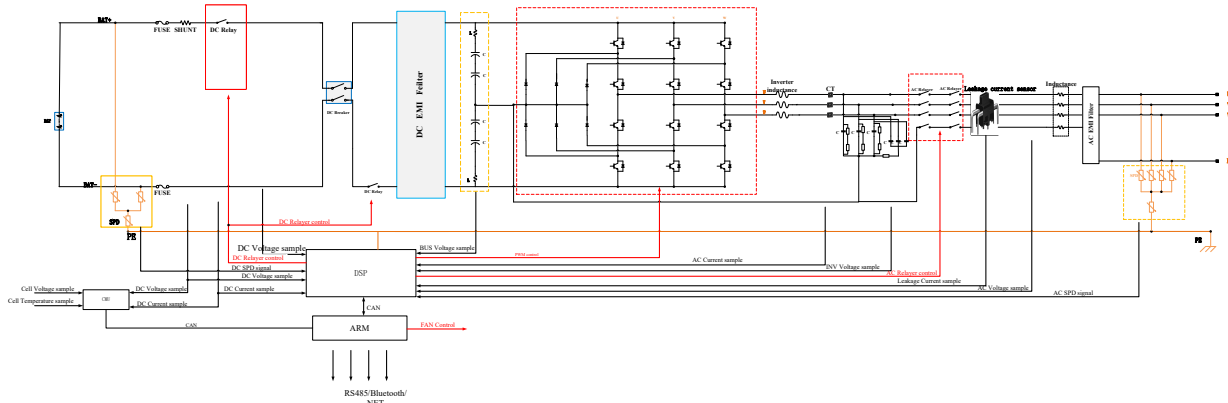 BAT+
FUSE SHUNT
DC Relay
DC Breaker
DC EMI Feilter
L
C
C
C
C
L
Inverter
inductance
CT
C
C
C
AC Relayer
AC Relayer
Leakage current sensor
Inductance
AC EMI Filter
BAT-
FUSE
DC Relay
SPD
PE
PE
DC Relayer control
DC Voltage sample
DC Relayer control
BUS Voltage sample
PWM control
AC Current sample
DC SPD signal
DSP
INV Voltage sample
AC Relayer control
DC Voltage sample
DC Voltage sample
Leakage Current sample
AC Voltage sample
Cell Voltage sample
DC Current sample
AC SPD signal
Cell Temperature sample
DC Current sample
CAN
CAN
ARM
FAN Control
RS485/Bluetooth/
NET